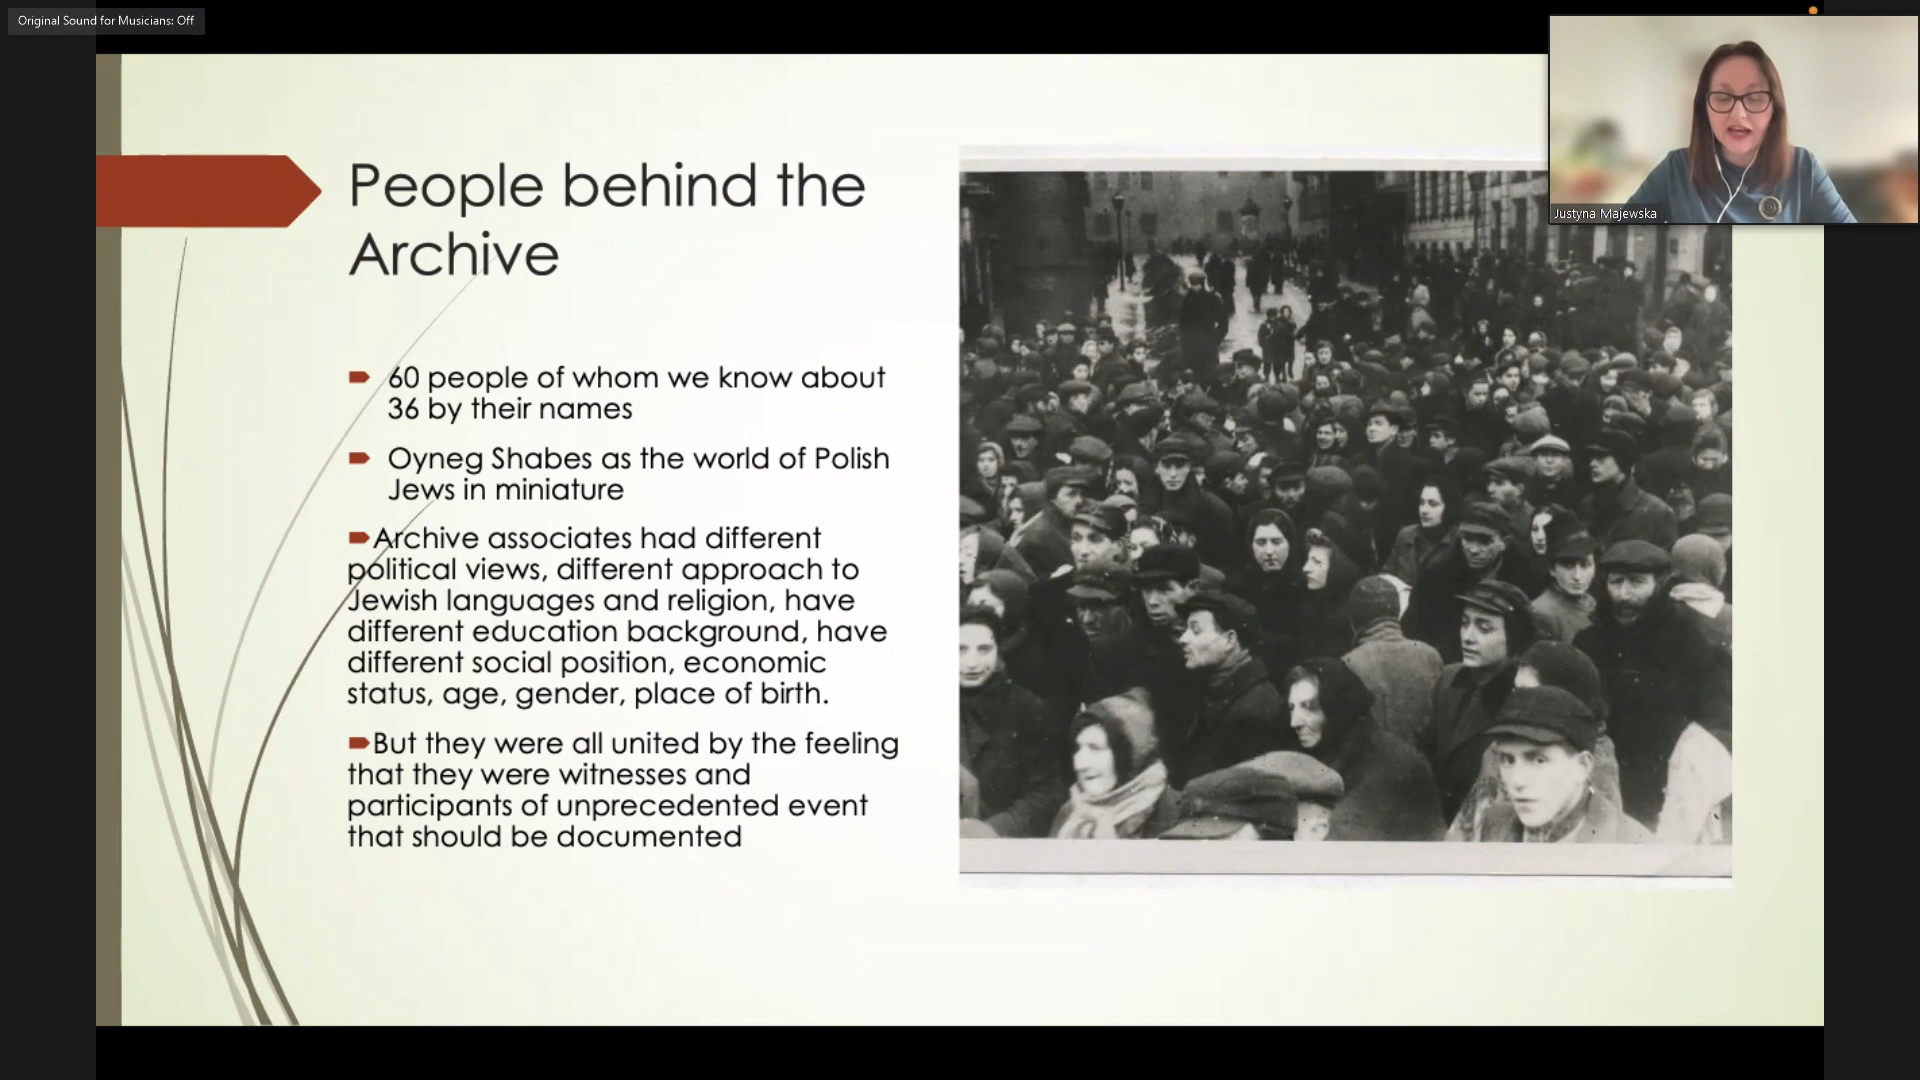 Original Sound for Musicians: Off
People behind the
Archive
60 people of whom we know about
36 by their names
Oyneg Shabes as the world of Polish
Jews in miniature
Archive associates had different
political views, different approach to
Jewish languages and religion, have
different education background, have
different social position, economic
status, age, gender, place of birth.
But they were all united by the feeling
that they were witnesses and
participants of unprecedented event
that should be documented
Justyna Majewska